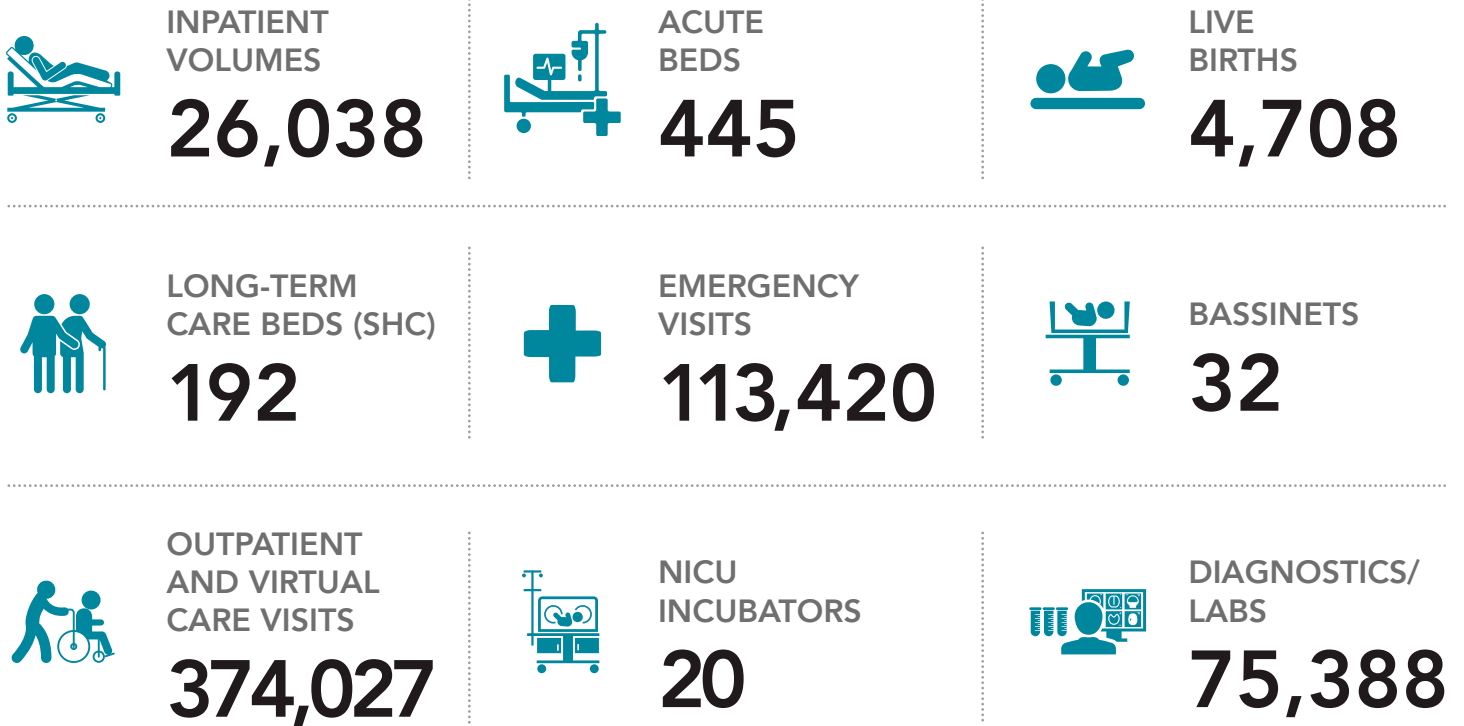 INPATIENT
VOLUMES
26,038
ACUTE
BEDS
445
LIVE
BIRTHS
4,708
LONG-TERM
CARE BEDS (SHC)
192
EMERGENCY
VISITS
113,420
BASSINETS
32
OUTPATIENT
AND VIRTUAL
CARE VISITS
374,027
NICU
INCUBATORS
20
DIAGNOSTICS/
LABS
75,388